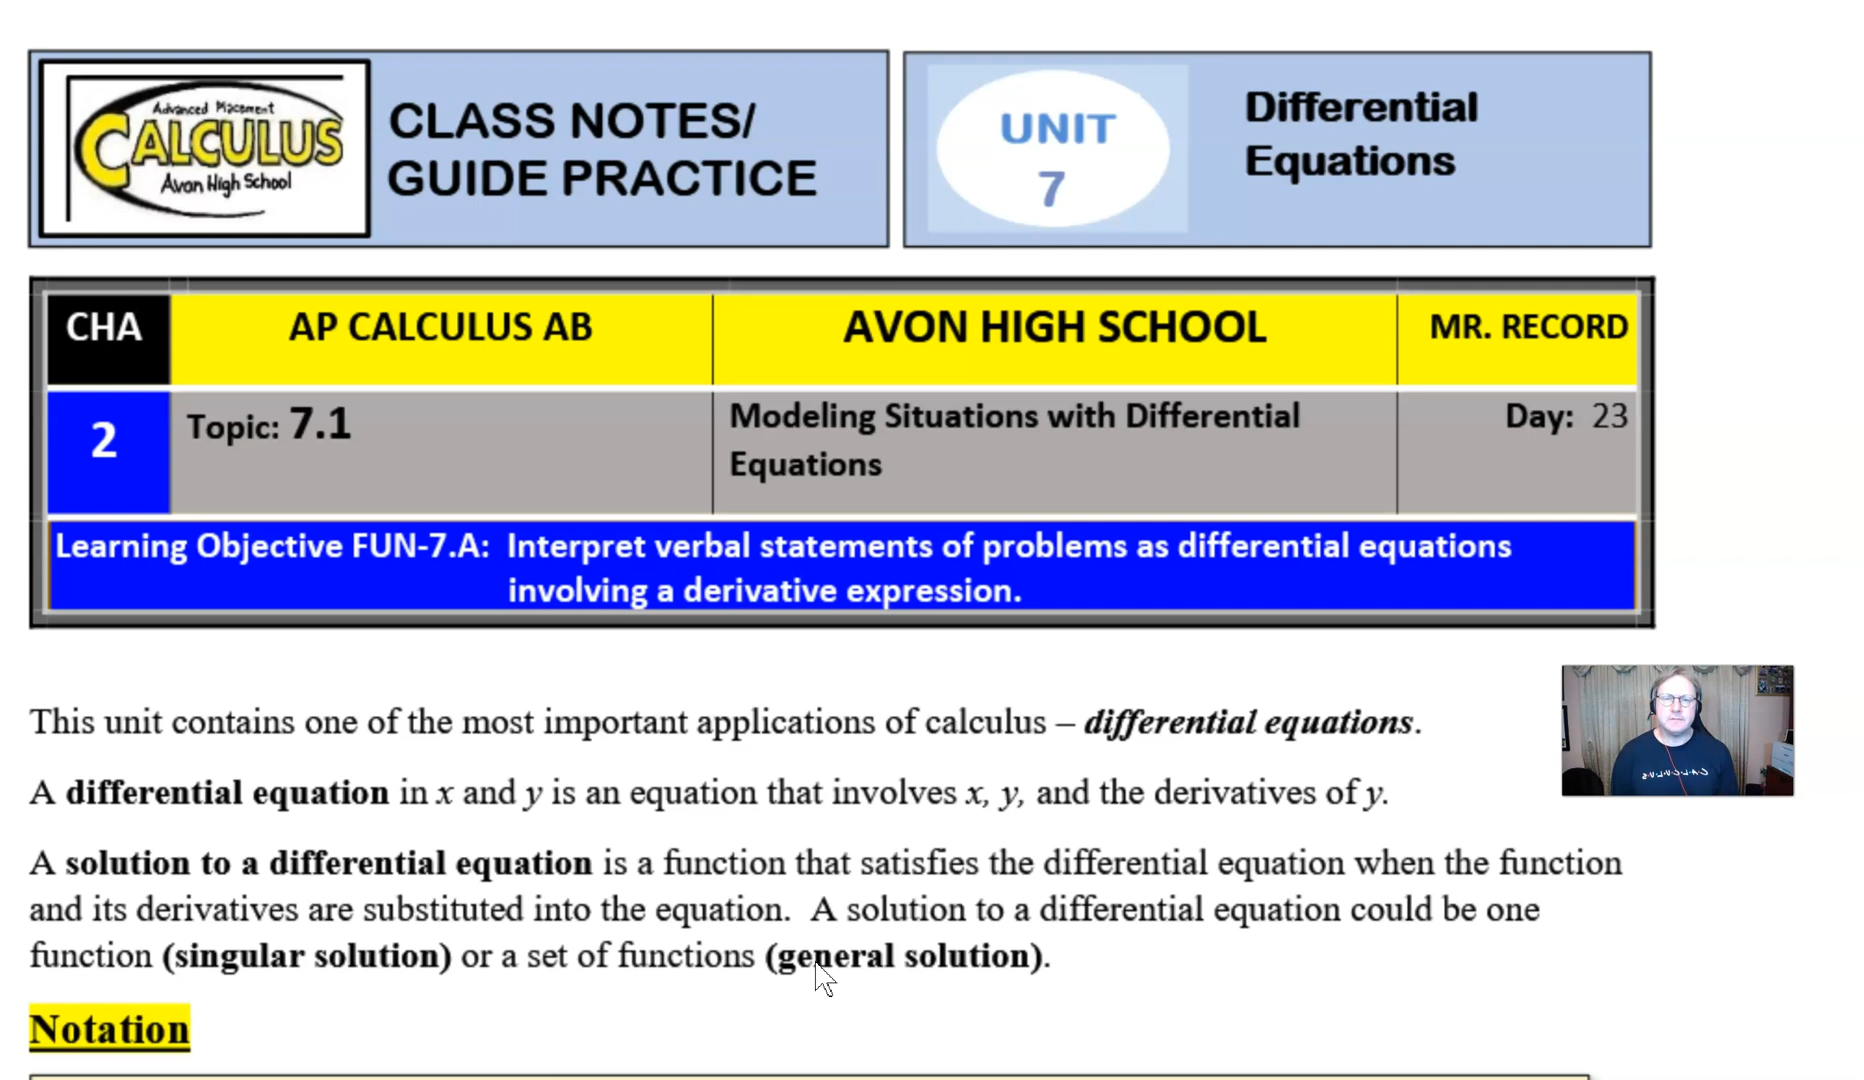 Advanced Placement
CALCULUS
Avon High School
CLASS NOTES/
GUIDE PRACTICE
UNIT
7
Differential
Equations
CHA
AP CALCULUS AB
AVON HIGH SCHOOL
MR. RECORD
2
Topic: 7.1
Modeling Situations with Differential
Equations
Day: 23
Learning Objective FUN-7.A: Interpret verbal statements of problems as differential equations
involving a derivative expression.
This unit contains one of the most important applications of calculus – differential equations.
A differential equation in x and y is an equation that involves x, y, and the derivatives of y.
CALCULUS
A solution to a differential equation is a function that satisfies the differential equation when the function
and its derivatives are substituted into the equation. A solution to a differential equation could be one
function (singular solution) or a set of functions (general solution).
Notation